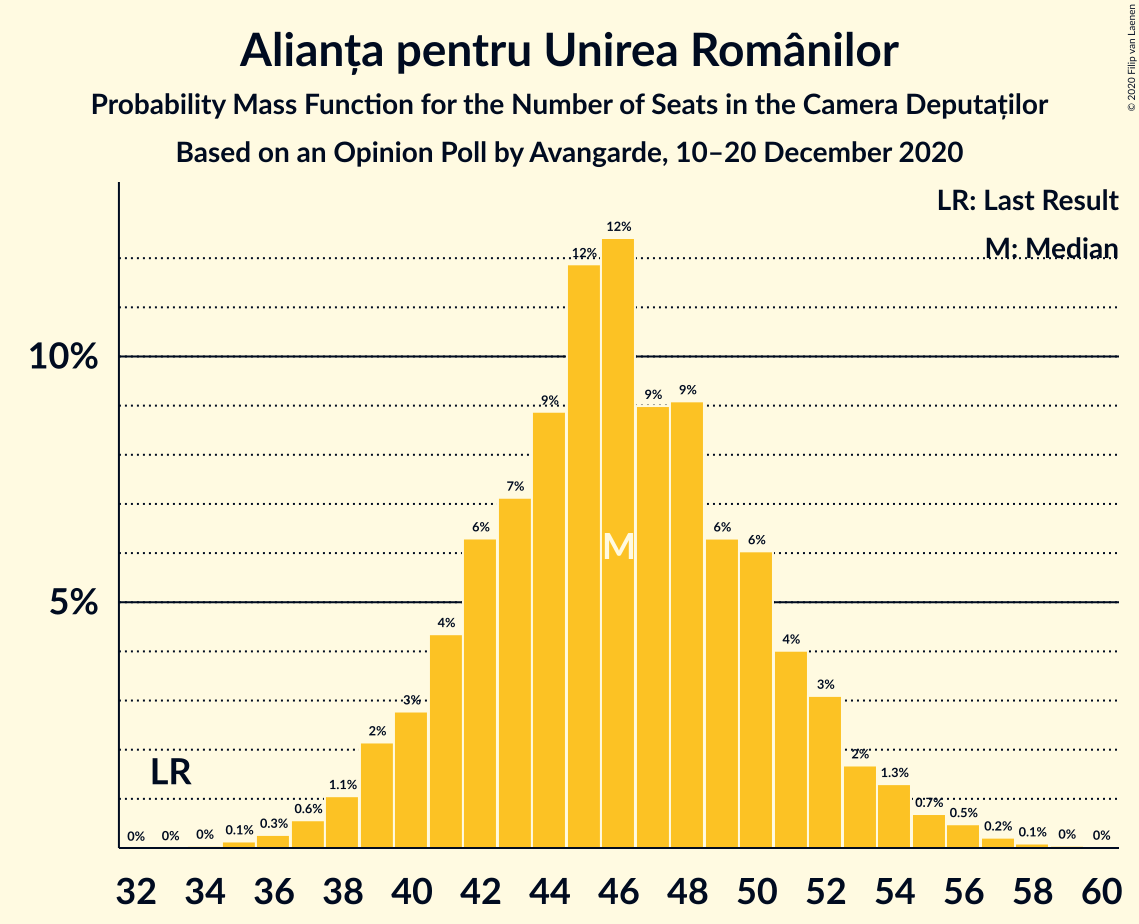 Alianța pentru Unirea Românilor
Probability Mass Function for the Number of Seats in the Camera Deputaților
Based on an Opinion Poll by Avangarde, 10–20 December 2020
© 2020 Filip van Laenen
LR: Last Result
M: Median
10%
5%
0% 0% 0% 0.1% 0.3% 0.6% 1.1% 2% 3% 4% 6% 7% 9% 12% 12% 9% 9% 6% 6% 4% 3% 2% 1.3% 0.7% 0.5% 0.2% 0.1% 0% 0%
M
LR
32 34 36 38 40 42 44 46 48 50 52 54 56 58 60